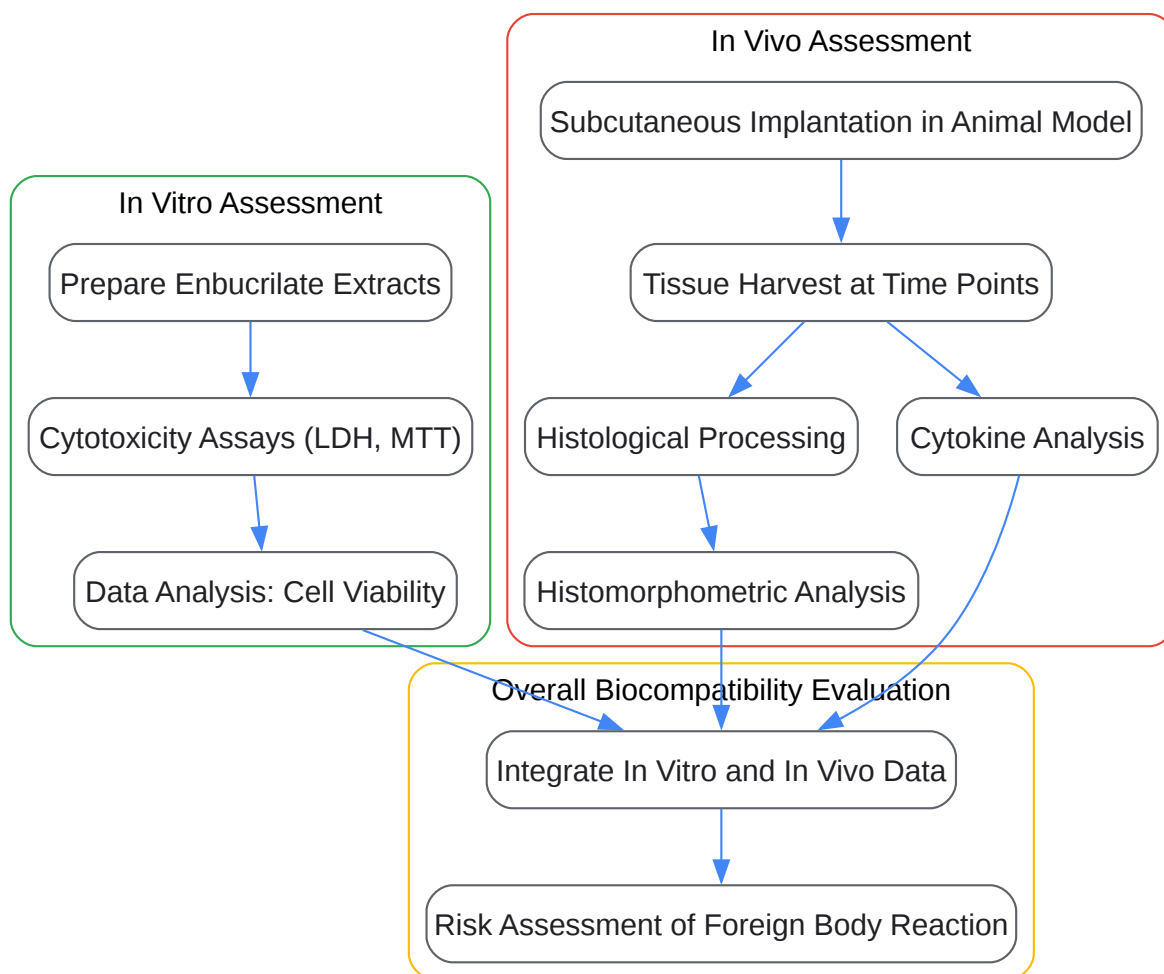 In Vivo Assessment
Subcutaneous Implantation in Animal Model
In Vitro Assessment
Prepare Enbucrilate Extracts
Tissue Harvest at Time Points
Cytotoxicity Assays (LDH, MTT)
Histological Processing
Cytokine Analysis
Data Analysis: Cell Viability
Histomorphometric Analysis
Overall Biocompatibility Evaluation
Integrate In Vitro and In Vivo Data
Risk Assessment of Foreign Body Reaction